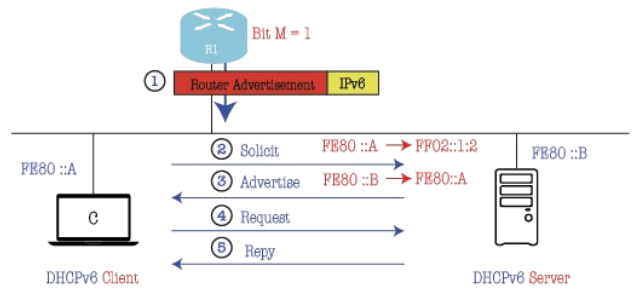 R1
Bit M = 1
1 Router Advertisement IPv6
2 Solicit FE80 ::A → FF02::1:2
FE80 ::A
FE80 ::B
3 Advertise FE80 ::B → FE80::A
C
4 Request
5 Repy
DHCPv6 Client
DHCPv6 Server